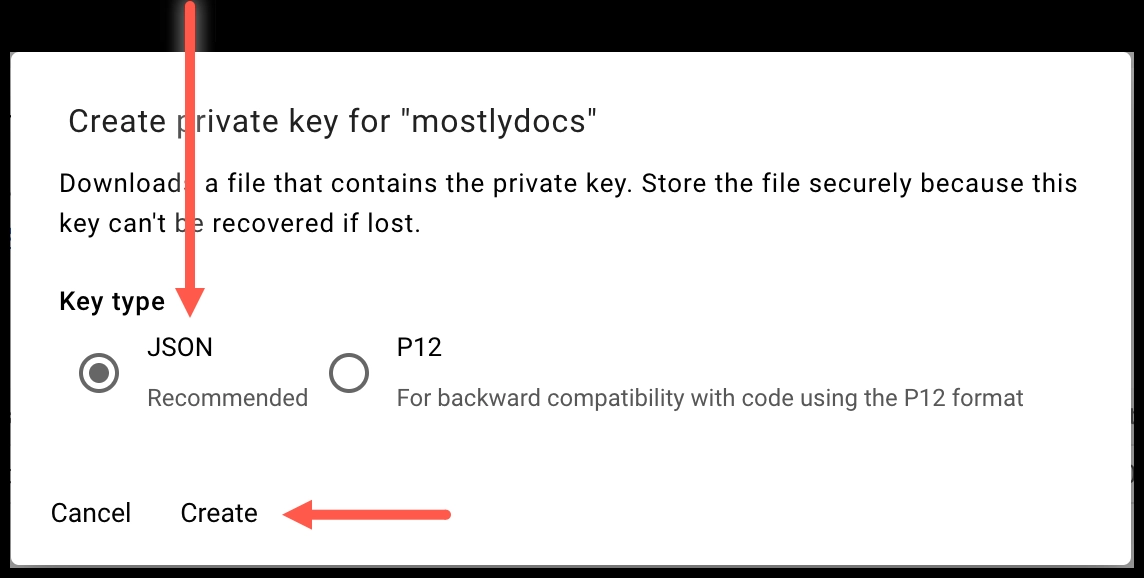 Create private key for "mostlydocs"
Downloads a file that contains the private key. Store the file securely because this
key can't be recovered if lost.
Key type
JSON
Recommended
P12
For backward compatibility with code using the P12 format
Cancel Create